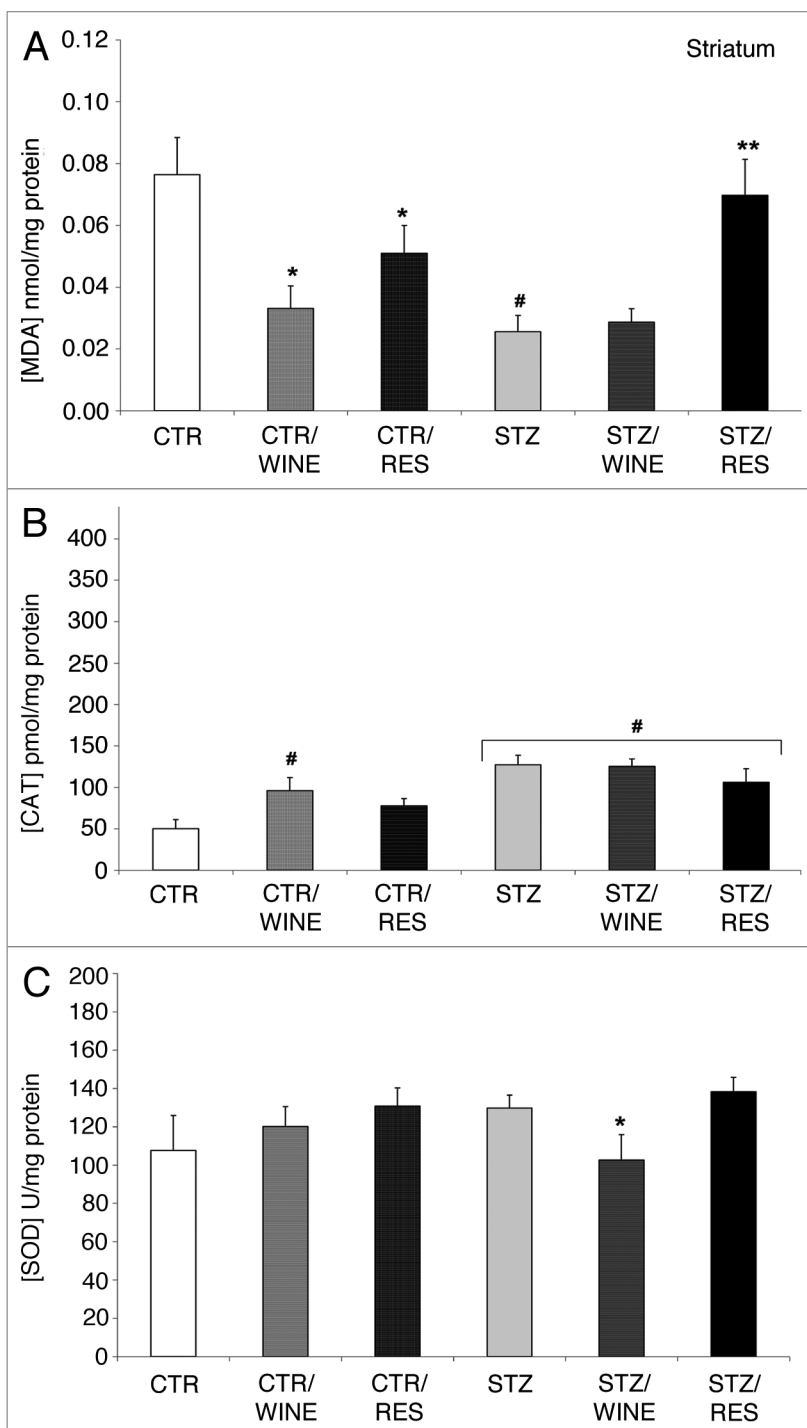 A
Striatum
[MDA] nmol/mg protein
0.12
0.10
0.08
0.06
0.04
0.02
0.00
*
*
#
**
CTR
CTR/
WINE
CTR/
RES
STZ
STZ/
WINE
STZ/
RES
B
[CAT] pmol/mg protein
400
350
300
250
200
150
100
50
0
#
#
CTR
CTR/
WINE
CTR/
RES
STZ
STZ/
WINE
STZ/
RES
C
[SOD] U/mg protein
200
180
160
140
120
100
80
60
40
20
0
*
CTR
CTR/
WINE
CTR/
RES
STZ
STZ/
WINE
STZ/
RES